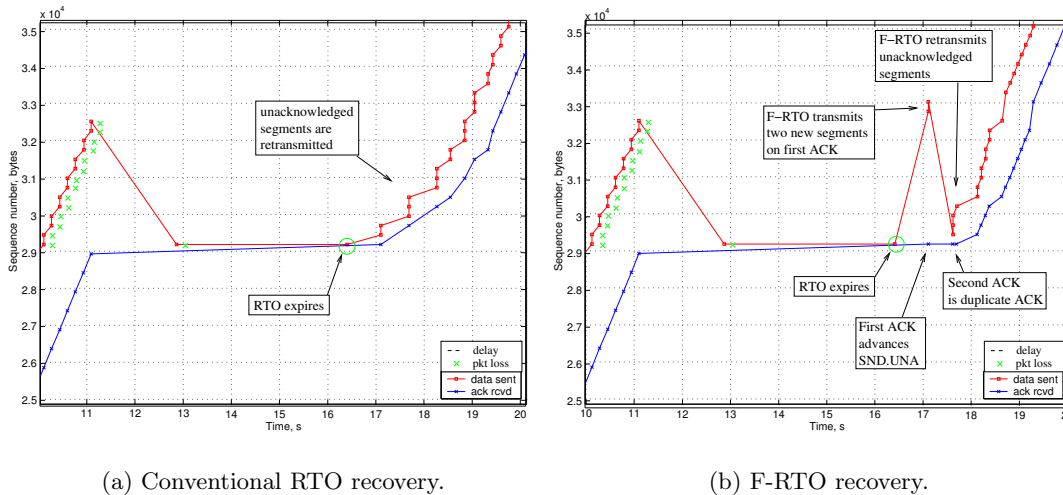 x 10⁴
3.5
3.4
3.3
3.2
3.1
3
2.9
2.8
2.7
2.6
2.5
Sequence number, bytes
unacknowledged
segments are
retransmitted
RTO expires
delay
pkt loss
data sent
ack rcvd
11
12
13
14
15
16
17
18
19
20
Time, s
(a) Conventional RTO recovery.
x 10⁴
3.5
3.4
3.3
3.2
3.1
3
2.9
2.8
2.7
2.6
2.5
Sequence number, bytes
F−RTO retransmits
unacknowledged
segments
F−RTO transmits
two new segments
on first ACK
RTO expires
Second ACK
is duplicate ACK
First ACK
advances
SND.UNA
delay
pkt loss
data sent
ack rcvd
10
11
12
13
14
15
16
17
18
19
Time, s
(b) F-RTO recovery.